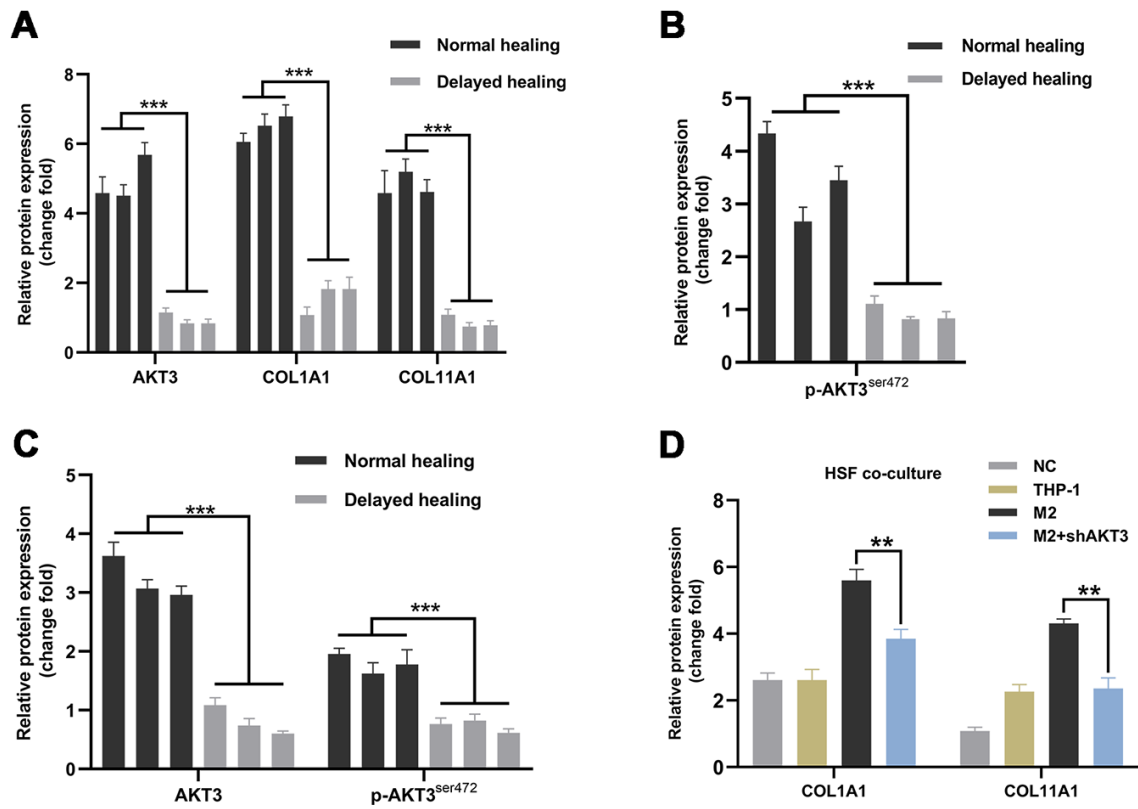 A
Normal healing
Delayed healing
Relative protein expression
(change fold)
8
6
4
2
0
***
***
***
AKT3
COL1A1
COL11A1
B
Normal healing
Delayed healing
Relative protein expression
(change fold)
5
4
3
2
1
0
***
p-AKT3ser472
C
Normal healing
Delayed healing
Relative protein expression
(change fold)
5
4
3
2
1
0
***
***
AKT3
p-AKT3ser472
D
HSF co-culture
NC
THP-1
M2
M2+shAKT3
Relative protein expression
(change fold)
8
6
4
2
0
**
**
COL1A1
COL11A1